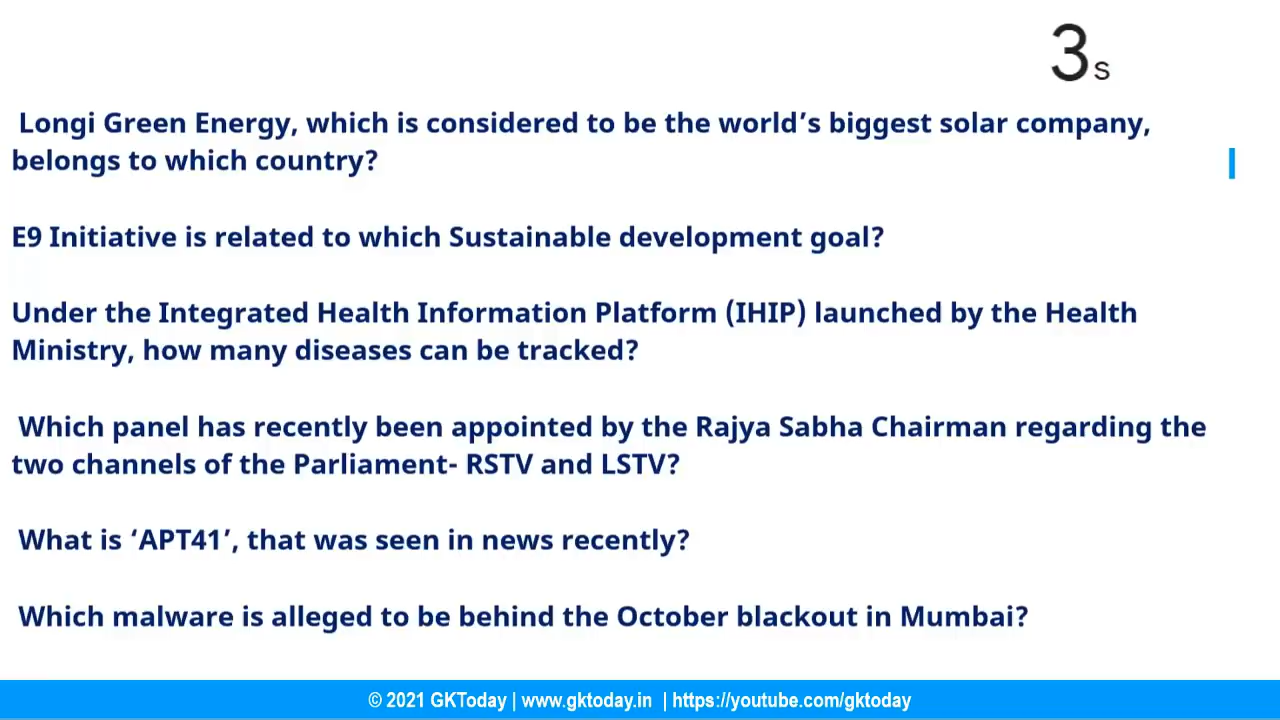 3s
Longi Green Energy, which is considered to be the world’s biggest solar company,
belongs to which country?
E9 Initiative is related to which Sustainable development goal?
Under the Integrated Health Information Platform (IHIP) launched by the Health
Ministry, how many diseases can be tracked?
Which panel has recently been appointed by the Rajya Sabha Chairman regarding the
two channels of the Parliament- RSTV and LSTV?
What is ‘APT41’, that was seen in news recently?
Which malware is alleged to be behind the October blackout in Mumbai?
© 2021 GKToday | www.gktoday.in | https://youtube.com/gktoday